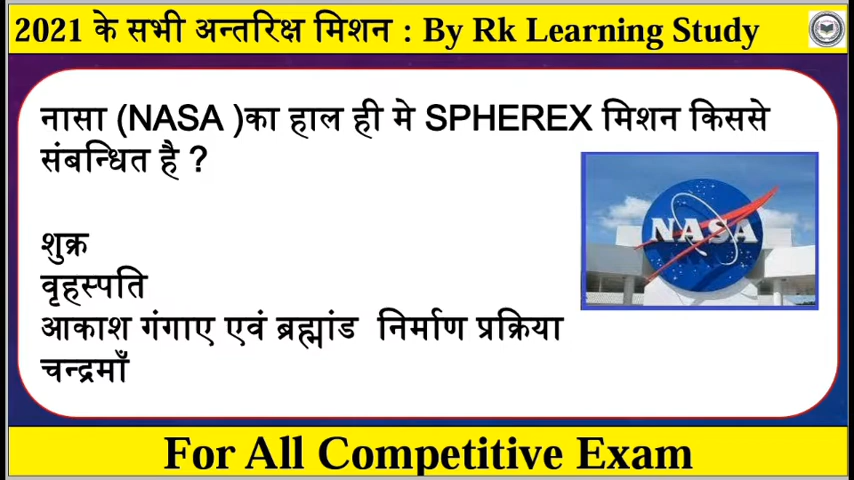 2021 के सभी अन्तरिक्ष मिशन : By Rk Learning Study
नासा (NASA )का हाल ही मे SPHEREX मिशन किससे
संबन्धित है ?
NASA
शुक्र
वृहस्पति
आकाश गंगाए एवं ब्रह्मांड निर्माण प्रक्रिया
चन्द्रमाँ
For All Competitive Exam